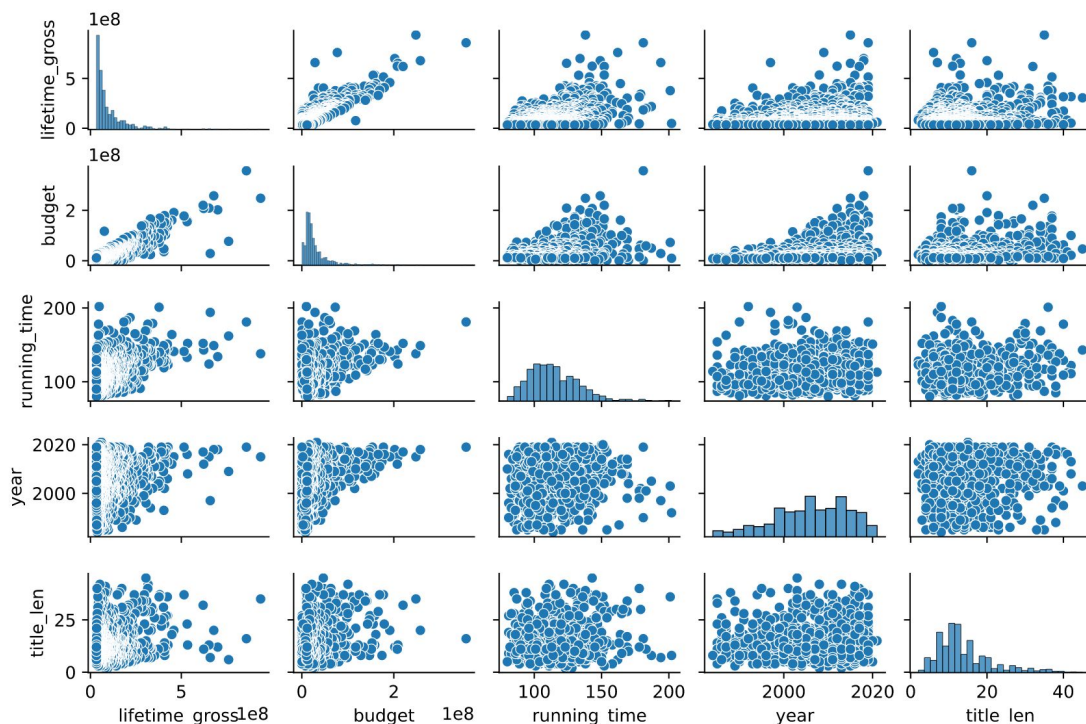 1e8
lifetime_gross
5
0
1e8
budget
2
0
running_time
200
100
year
2020
2000
title_len
25
0
0 5 0 2 100 150 200 2000 2020 0 20 40
lifetime_gross 1e8 budget 1e8 running_time year title_len